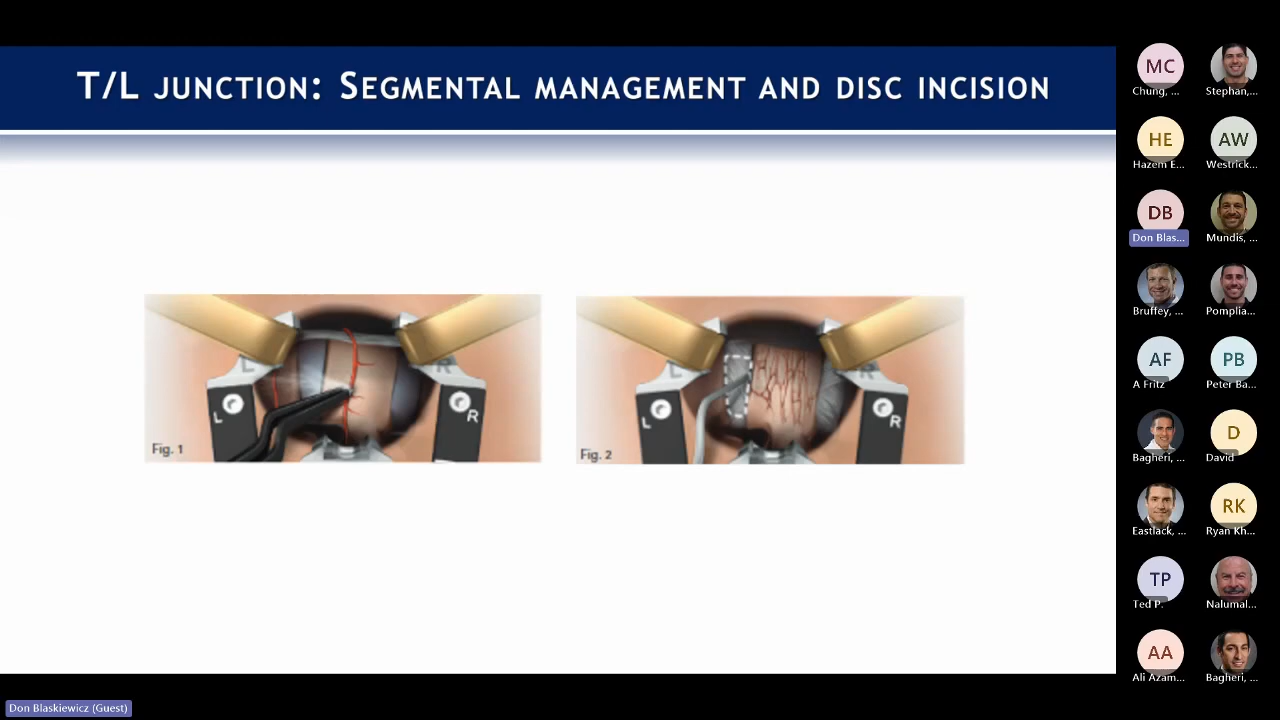 T/L JUNCTION: SEGMENTAL MANAGEMENT AND DISC INCISION
L
R
L
R
Fig. 1
L
R
L
R
Fig. 2
MC
Chung, ...
Stephan,...
HE
Hazem E...
AW
Westrick...
DB
Don Blas...
Mundis, ...
Bruffey, ...
Pomplia...
AF
A Fritz
PB
Peter Ba...
Bagheri, ...
D
David
Eastlack, ...
RK
Ryan Kh...
TP
Ted P.
Nalumal...
AA
Ali Azam...
Bagheri, ...
Don Blaskiewicz (Guest)